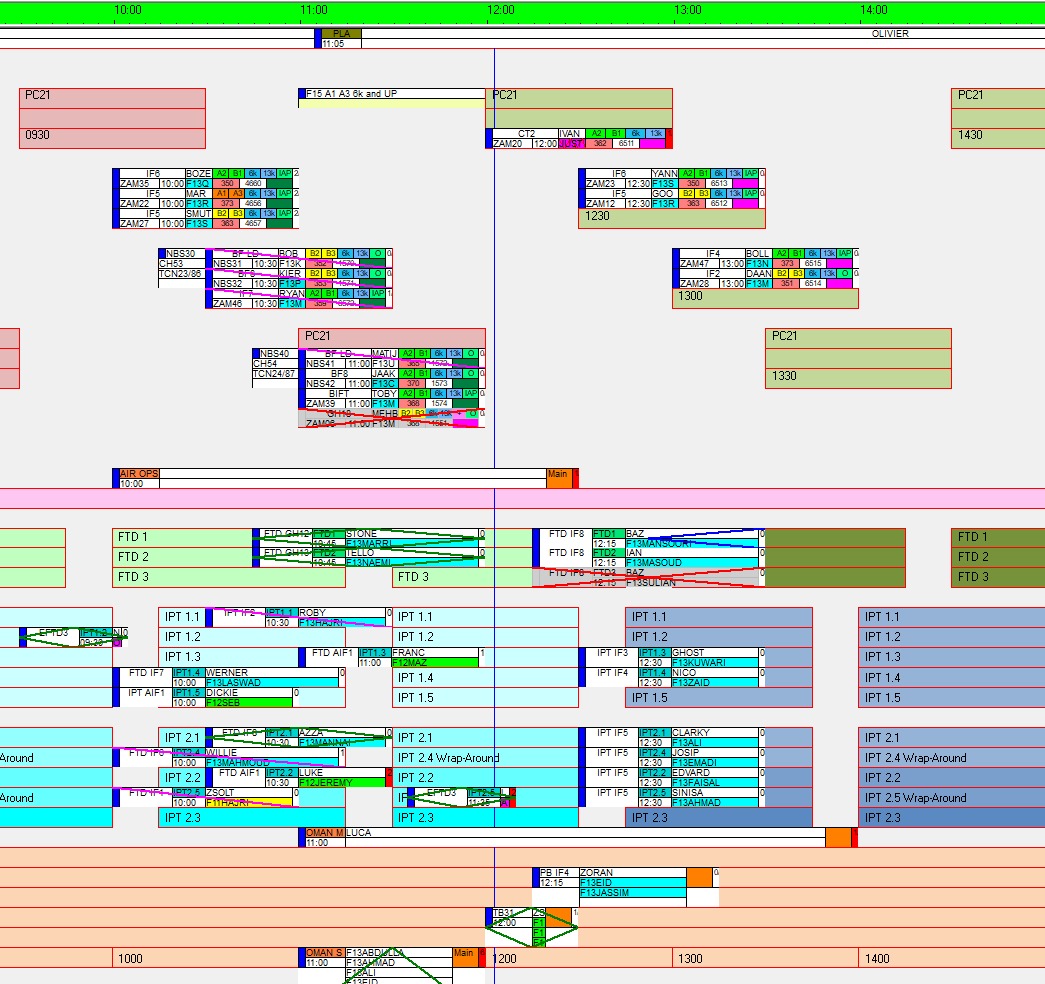 10:00 11:00 12:00 13:00 14:00
PLA OLIVIER
11:05
PC21 F15 A1 A3 6k and UP PC21 PC21
0930 CT2 IVAN A2 B1 6k 13k 1430
ZAM20 12:00 362 6511
IF6 BOZE A2 B1 6k 13k IAP IF6 YANN A2 B1 6k 13k IAP
ZAM35 10:00 F13Q 350 4660 ZAM23 12:30 F13S 350 6513
IF5 MAR A1 A3 6k 13k IAP IF5 GOO B2 B3 6k 13k IAP
ZAM22 10:00 F13R 373 4656 ZAM12 12:30 F13R 363 6512
IF5 SMUT B2 B3 6k 13k IAP 1230
ZAM27 10:00 F13S 363 4657
NBS30 BF LD BOB B2 B3 6k 13k O IF4 BOLL A2 B1 6k 13k IAP
CH53 NBS31 10:30 F13K ZAM47 13:00 F13N 373 6515
TCN23/86 BF8 KIER B2 B3 6k 13k O IF2 DAAN B2 B3 6k 13k O
NBS32 10:30 F13P ZAM28 13:00 F13M 351 6514
IF7 RYAN A2 B1 6k 13k IAP 1300
ZAM46 10:30 F13M
PC21 PC21
NBS40 BF LD MATIJ A2 B1 6k 13k O
CH54 NBS41 11:00 F13U
TCN24/87 BF8 JAAK A2 B1 6k 13k O 1330
NBS42 11:00 F13C 370 1573
BIFT TOBY A2 B1 6k 13k IAP
ZAM39 11:00 F13M 368 1574
GH18 MEHB B2 B3 6k 13k O
ZAM06 11:00 F13M 368 1551
AIR OPS Main
10:00
FTD 1 FTD GH12 FTD1 STONE FTD IF8 FTD1 BAZ FTD 1
10:45 F13MARRI 12:15 F13MANSOORI
FTD 2 FTD GH13 FTD2 TELLO FTD IF8 FTD2 IAN FTD 2
10:45 F13NAEMI 12:15 F13MASOUD
FTD 3 FTD 3 FTD IF8 FTD3 BAZ FTD 3
12:15 F13SULTAN
IPT 1.1 IPT IF2 IPT1.1 ROBY IPT 1.1 IPT 1.1 IPT 1.1
10:30 F13HAJRI
EFTD3 IPT1.2 IPT 1.2 IPT 1.2 IPT 1.2 IPT 1.2
IPT 1.3 FTD AIF1 IPT1.3 FRANC IPT IF3 IPT1.3 GHOST IPT 1.3
11:00 F12MAZ 12:30 F13KUWARI
FTD IF7 IPT1.4 WERNER IPT 1.4 IPT IF4 IPT1.4 NICO IPT 1.4
10:00 F13LASWAD 12:30 F13ZAID
IPT AIF1 IPT1.5 DICKIE IPT 1.5 IPT 1.5 IPT 1.5
10:00 F12SEB
IPT 2.1 FTD IF8 IPT2.1 AZZA IPT 2.1 IPT IF5 IPT2.1 CLARKY IPT 2.1
10:30 F13MANNAI 12:30 F13ALI
Around FTD IF8 IPT2.4 WILLIE IPT 2.4 Wrap-Around IPT IF5 IPT2.4 JOSIP IPT 2.4 Wrap-Around
10:00 F13MAHMOUD 12:30 F13EMADI
IPT 2.2 FTD AIF1 IPT2.2 LUKE IPT 2.2 IPT IF5 IPT2.2 EDVARD IPT 2.2
10:30 F12JEREMY 12:30 F13FAISAL
Around FTD IF4 IPT2.5 ZSOLT EFTD3 IPT2.5 IPT IF5 IPT2.5 SINISA IPT 2.5 Wrap-Around
10:00 F11HAJRI 11:35 12:30 F13AHMAD
IPT 2.3 IPT 2.3 IPT 2.3 IPT 2.3
OMAN M LUCA
11:00
PB IF4 ZORAN
12:15 F13EID
F13JASSIM
TB31
12:00
OMAN S F13ABDULLA Main
1000 11:00 F13AHMAD 1200 1300 1400
F13ALI
F13EID